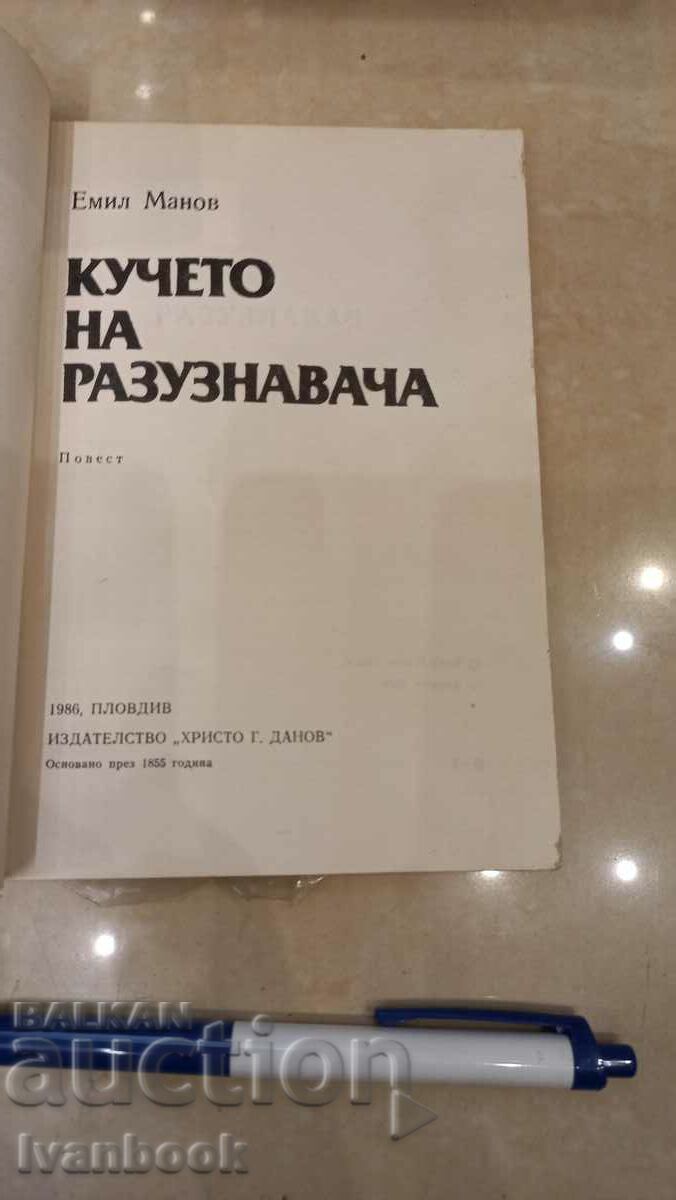 Емил Манов
КУЧЕТО
НА
РАЗУЗНАВАЧА
Повест
1986, ПЛОВДИВ
ИЗДАТЕЛСТВО „ХРИСТО Г. ДАНОВ“
Основано през 1855 година
BALKAN
auction
Ivanbook